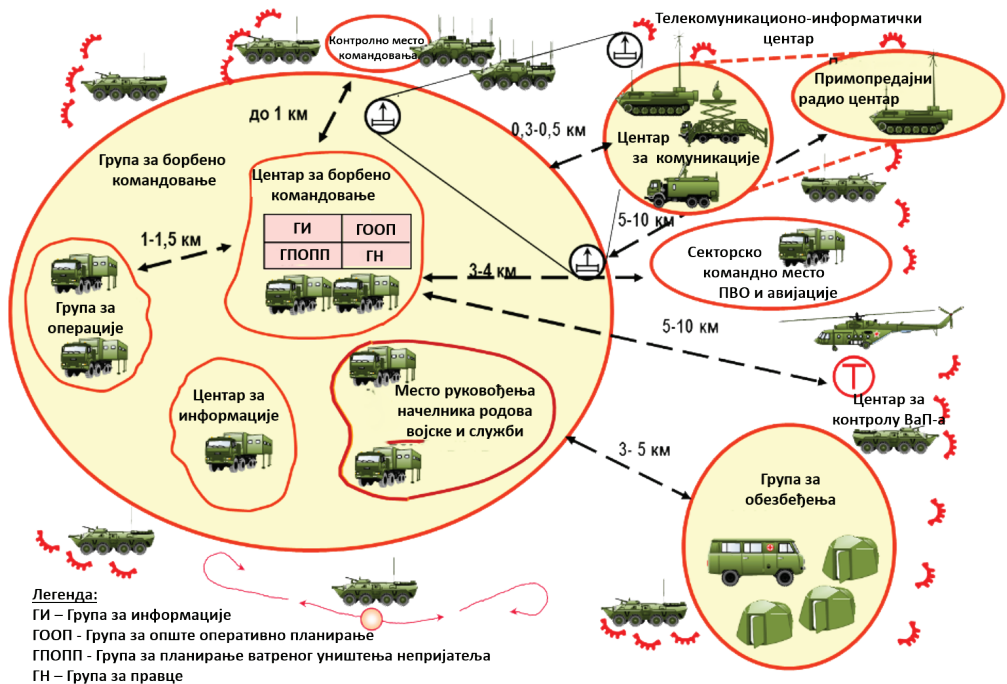 Телекомуникационо-информатички
центар
Контролно место
командовања
Примопредајни
радио центар
до 1 км
0,3-0,5 км
Центар
за комуникације
Група за борбено
командовање
Центар за борбено
командовање
ГИ
ГООП
ГПОПП
ГН
1-1,5 км
5-10 км
3-4 км
Секторско
командно место
ПВО и авијације
Група за
операције
5-10 км
Центар за
информације
Место руковођења
начелника родова
војске и служби
Центар за
контролу ВаП-а
3- 5 км
Група за
обезбеђења
Легенда:
ГИ – Група за информације
ГООП - Група за опште оперативно планирање
ГПОПП - Група за планирање ватреног уништења непријатеља
ГН – Група за правце